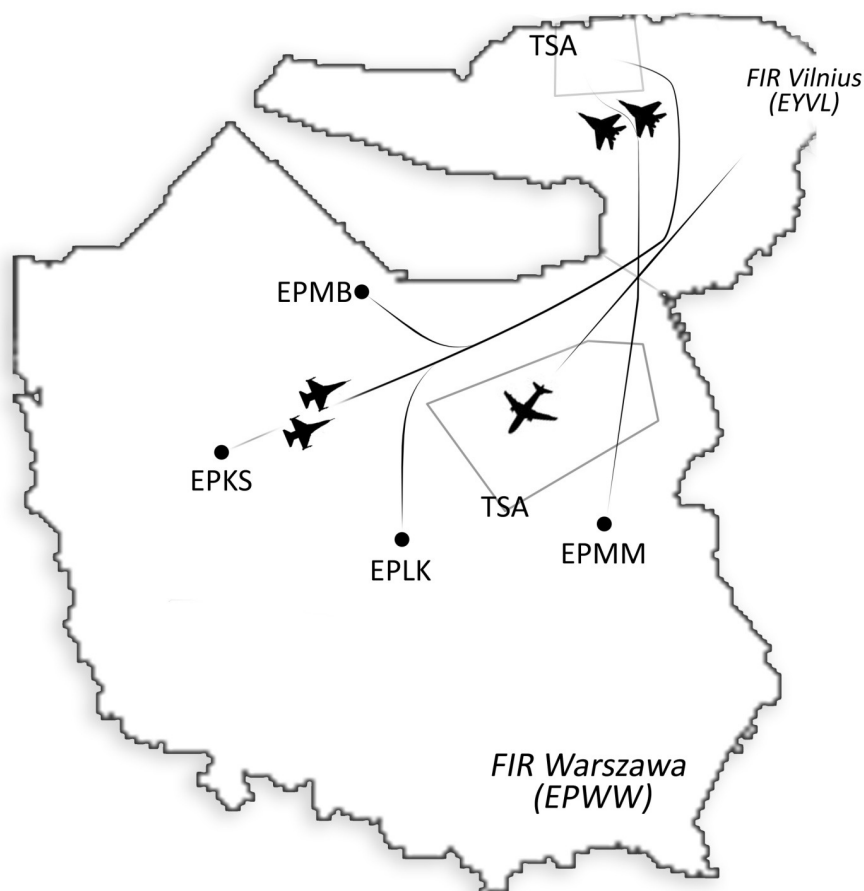 TSA
FIR Vilnius
(EYVL)
EPMB
EPKS
TSA
EPLK
EPMM
FIR Warszawa
(EPWW)